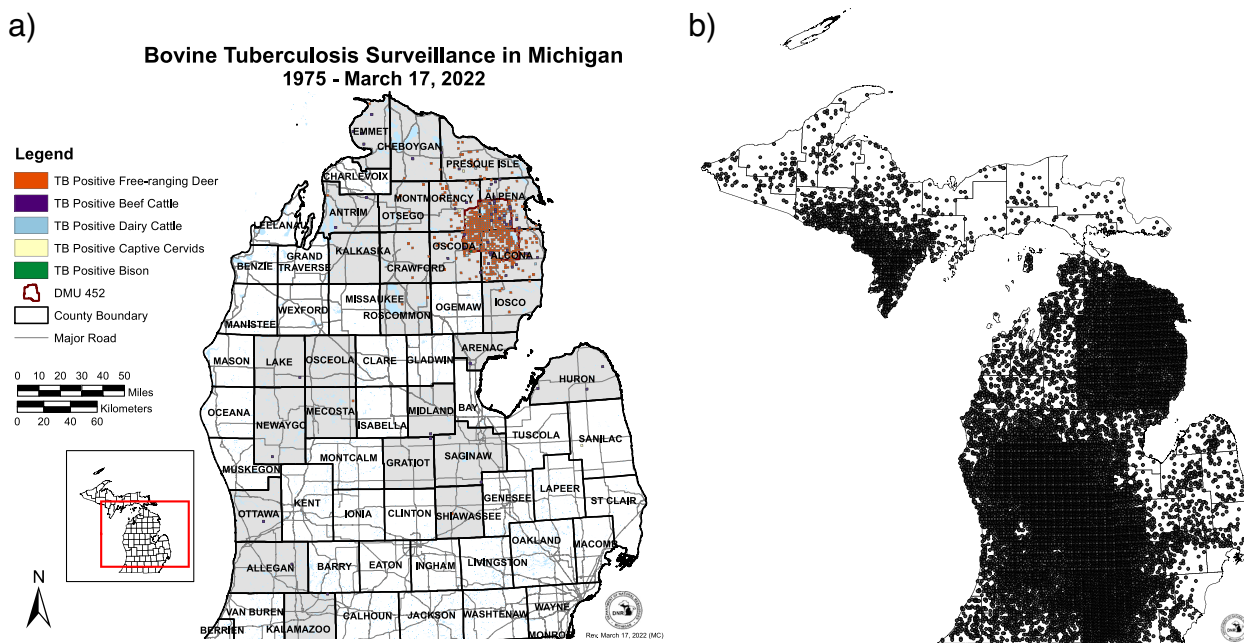 a)
Bovine Tuberculosis Surveillance in Michigan
1975 - March 17, 2022
Legend
TB Positive Free-ranging Deer
TB Positive Beef Cattle
TB Positive Dairy Cattle
TB Positive Captive Cervids
TB Positive Bison
DMU 452
County Boundary
Major Road
0 10 20 30 40 50
Miles
Kilometers
0 20 40 60
N
EMMET
CHEBOYGAN
PRESQUE ISLE
CHARLEVOIX
ANTRIM
OTSEGO
MONTMORENCY
ALPENA
LEELANAU
KALKASKA
CRAWFORD
OSCODA
ALCONA
BENZIE
GRAND
TRAVERSE
MISSAUKEE
ROSCOMMON
OGEMAW
IOSCO
MANISTEE
WEXFORD
ARENAC
MASON
LAKE
OSCEOLA
CLARE
GLADWIN
HURON
OCEANA
NEWAYGO
MECOSTA
ISABELLA
MIDLAND
BAY
TUSCOLA
SANILAC
MUSKEGON
MONTCALM
GRATIOT
SAGINAW
KENT
GENESEE
LAPEER
ST CLAIR
OTTAWA
IONIA
CLINTON
SHIAWASSEE
OAKLAND
MACOMB
ALLEGAN
BARRY
EATON
INGHAM
LIVINGSTON
VAN BUREN
KALAMAZOO
CALHOUN
JACKSON
WASHTENAW
WAYNE
BERRIEN
MONROE
DNR
Rev. March 17, 2022 (MC)
b)
DNR